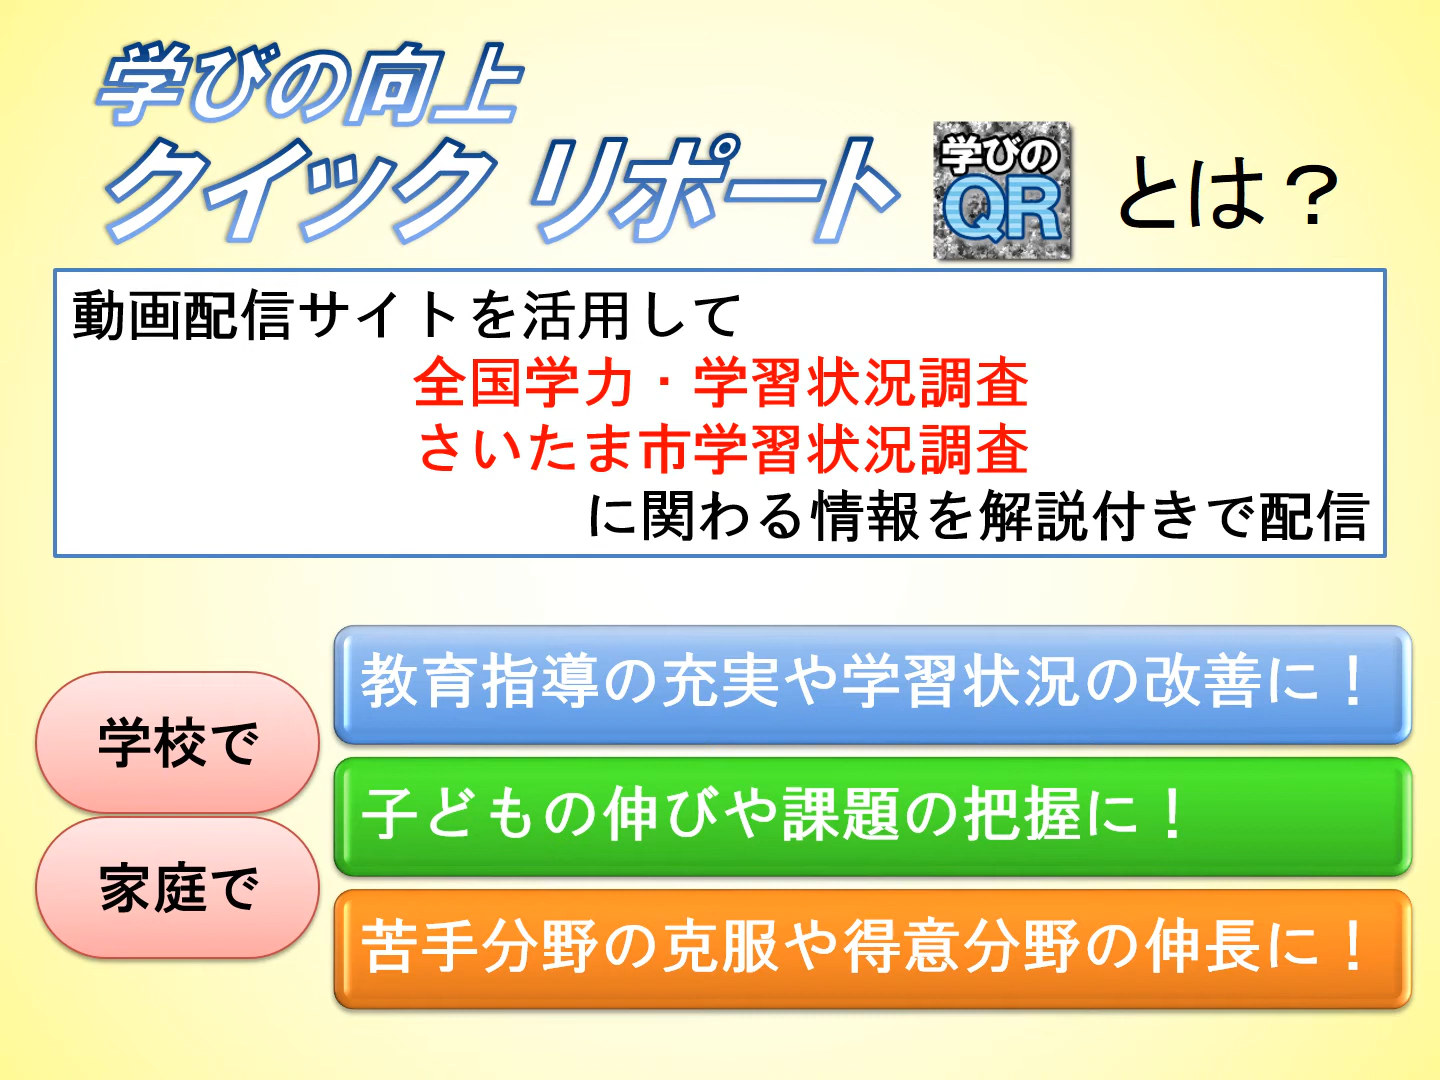 学びの向上
クイック リポート
学びの
QR
とは？
動画配信サイトを活用して
全国学力・学習状況調査
さいたま市学習状況調査
に関わる情報を解説付きで配信
学校で
家庭で
教育指導の充実や学習状況の改善に！
子どもの伸びや課題の把握に！
苦手分野の克服や得意分野の伸長に！